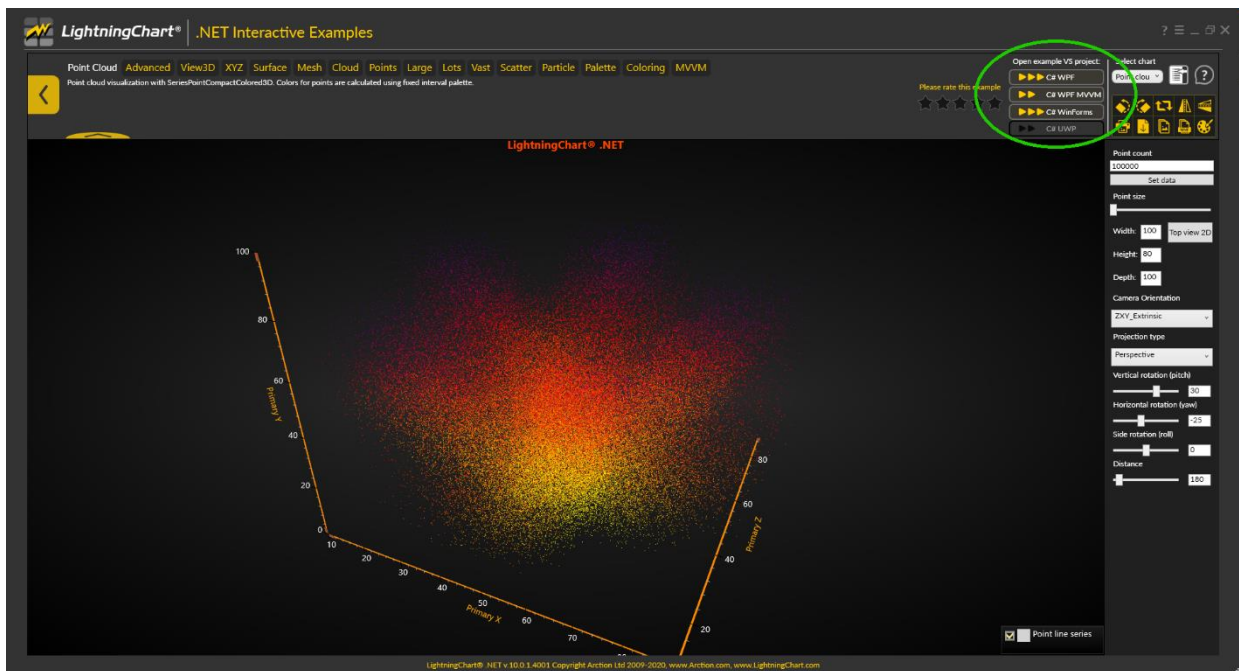 LightningChart® .NET Interactive Examples
Point Cloud Advanced View3D XYZ Surface Mesh Cloud Points Large Lots Vast Scatter Particle Palette Coloring MVVM
Point cloud visualization with SeriesPointCompactColored3D. Colors for points are calculated using fixed interval palette.
Please rate this example
Open example VS project:
C# WPF
C# WPF MVVM
C# WinForms
C# UWP
Select chart
Point clou
LightningChart® .NET
Point count
100000
Set data
Point size
Width: 100 Top view 2D
Height: 80
Depth: 100
Camera Orientation
ZXY_Extrinsic
Projection type
Perspective
Vertical rotation (pitch)
30
Horizontal rotation (yaw)
-25
Side rotation (roll)
0
Distance
180
100
80
60
Primary Y
40
20
0
10
20
30
40
50
Primary X
60
70
80
60
Primary Z
40
20
Point line series
LightningChart® .NET v 10.0.1.4001 Copyright Arction Ltd 2009-2020, www.Arction.com, www.LightningChart.com